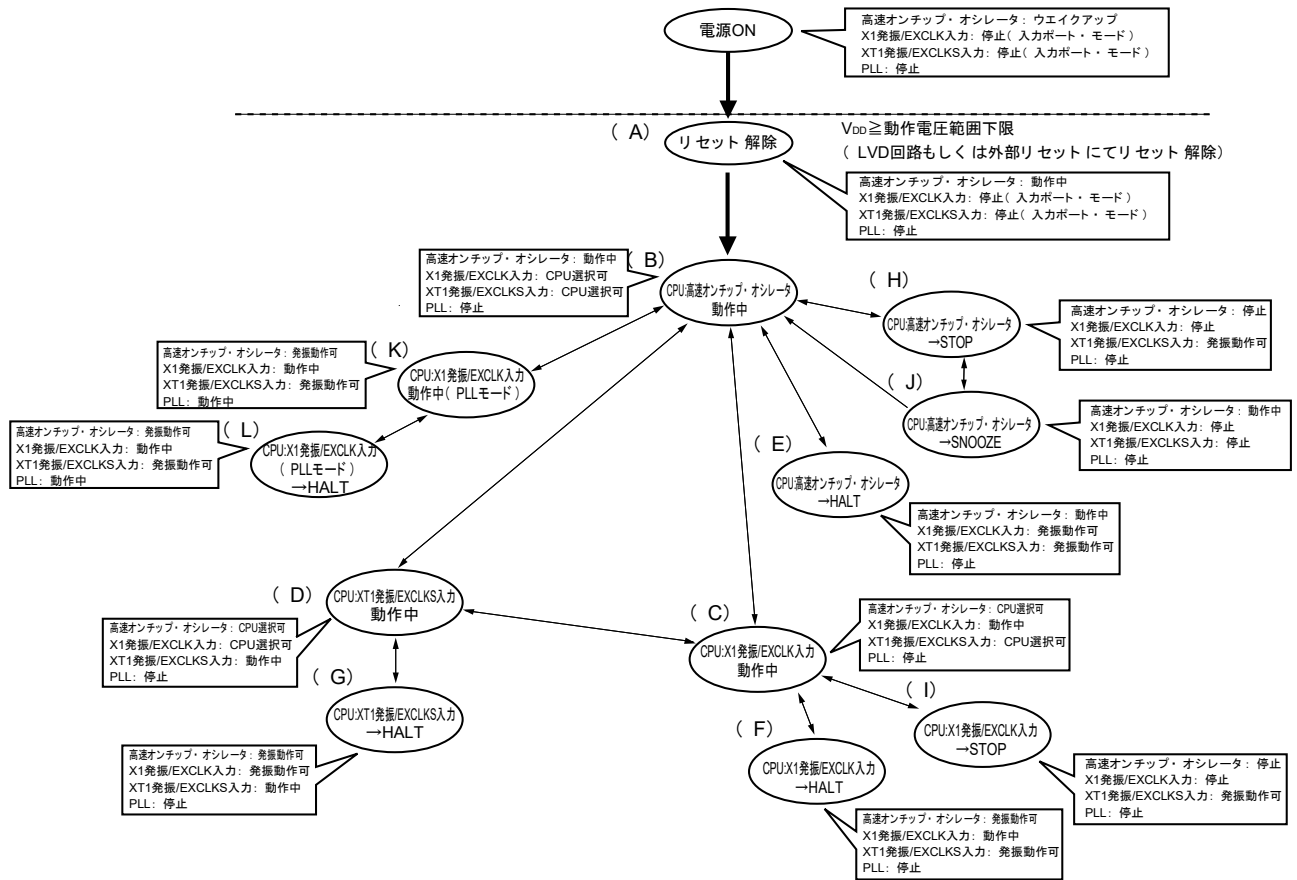 電源ON
高速オンチップ・オシレータ：ウエイクアップ
X1発振/EXCLK入力：停止（入力ポート・モード）
XT1発振/EXCLKS入力：停止（入力ポート・モード）
PLL：停止
（A）
リセット解除
VDD≧動作電圧範囲下限
（LVD回路もしくは外部リセットにてリセット解除）
高速オンチップ・オシレータ：動作中
X1発振/EXCLK入力：停止（入力ポート・モード）
XT1発振/EXCLKS入力：停止（入力ポート・モード）
PLL：停止
高速オンチップ・オシレータ：動作中
X1発振/EXCLK入力：CPU選択可
XT1発振/EXCLKS入力：CPU選択可
PLL：停止
（B）
CPU:高速オンチップ・オシレータ
動作中
（H）
CPU:高速オンチップ・オシレータ
→STOP
高速オンチップ・オシレータ：停止
X1発振/EXCLK入力：停止
XT1発振/EXCLKS入力：発振動作可
PLL：停止
高速オンチップ・オシレータ：発振動作可
X1発振/EXCLK入力：動作中
XT1発振/EXCLKS入力：発振動作可
PLL：動作中
（K）
CPU:X1発振/EXCLK入力
動作中（PLLモード）
（J）
CPU:高速オンチップ・オシレータ
→SNOOZE
高速オンチップ・オシレータ：動作中
X1発振/EXCLK入力：停止
XT1発振/EXCLKS入力：停止
PLL：停止
高速オンチップ・オシレータ：発振動作可
X1発振/EXCLK入力：動作中
XT1発振/EXCLKS入力：発振動作可
PLL：動作中
（L）
CPU:X1発振/EXCLK入力
（PLLモード）
→HALT
（E）
CPU:高速オンチップ・オシレータ
→HALT
高速オンチップ・オシレータ：動作中
X1発振/EXCLK入力：発振動作可
XT1発振/EXCLKS入力：発振動作可
PLL：停止
（D）
CPU:XT1発振/EXCLKS入力
動作中
高速オンチップ・オシレータ：CPU選択可
X1発振/EXCLK入力：CPU選択可
XT1発振/EXCLKS入力：動作中
PLL：停止
（C）
CPU:X1発振/EXCLK入力
動作中
高速オンチップ・オシレータ：CPU選択可
X1発振/EXCLK入力：動作中
XT1発振/EXCLKS入力：CPU選択可
PLL：停止
（G）
CPU:XT1発振/EXCLKS入力
→HALT
高速オンチップ・オシレータ：発振動作可
X1発振/EXCLK入力：発振動作可
XT1発振/EXCLKS入力：動作中
PLL：停止
（I）
CPU:X1発振/EXCLK入力
→STOP
高速オンチップ・オシレータ：停止
X1発振/EXCLK入力：停止
XT1発振/EXCLKS入力：発振動作可
PLL：停止
（F）
CPU:X1発振/EXCLK入力
→HALT
高速オンチップ・オシレータ：発振動作可
X1発振/EXCLK入力：動作中
XT1発振/EXCLKS入力：発振動作可
PLL：停止